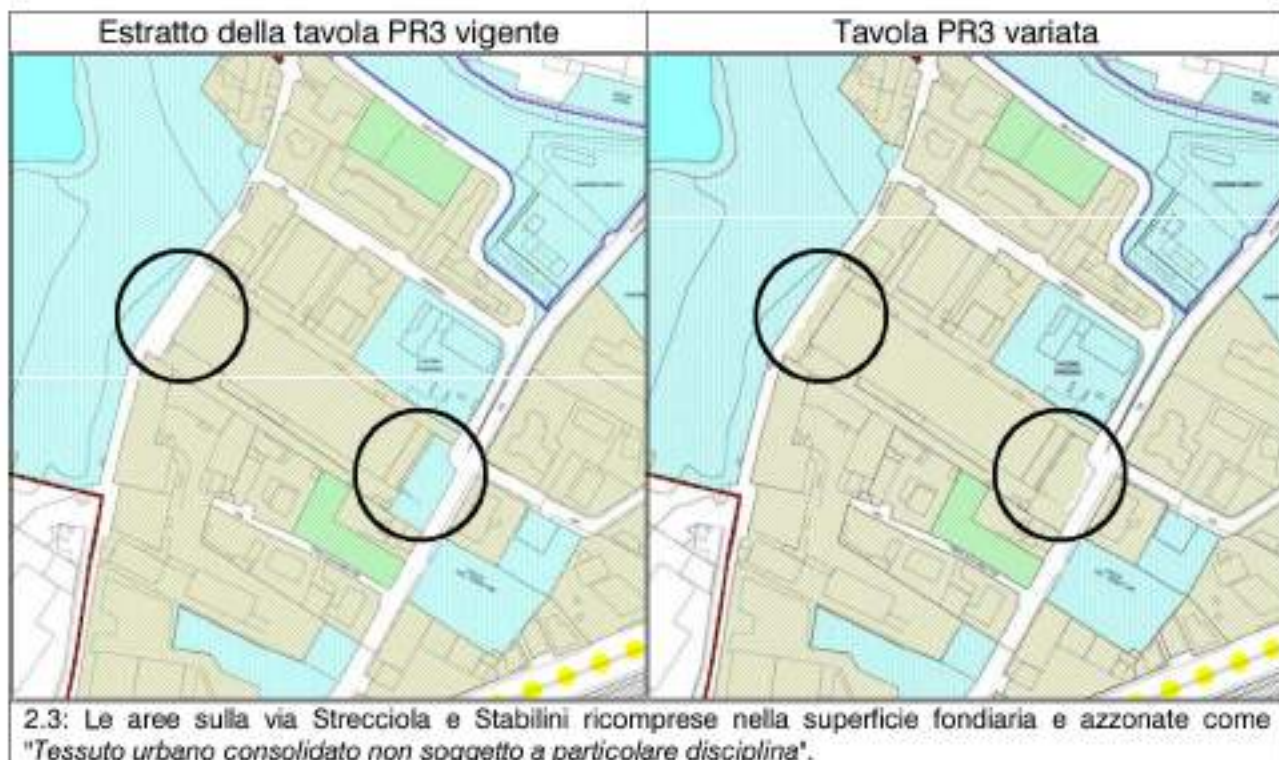 Estratto della tavola PR3 vigente
Tavola PR3 variata
2.3: Le aree sulla via Strecciola e Stabilini ricomprese nella superficie fondiaria e azzonate come
"Tessuto urbano consolidato non soggetto a particolare disciplina".